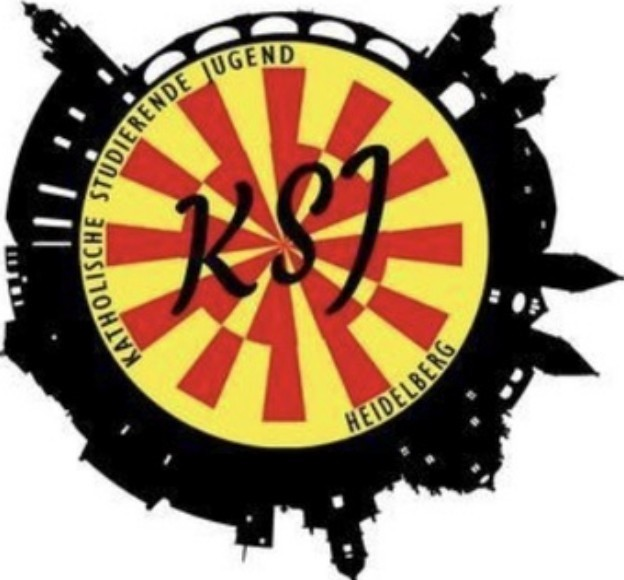 KATHOLISCHE STUDIERENDE JUGEND
KSJ
HEIDELBERG